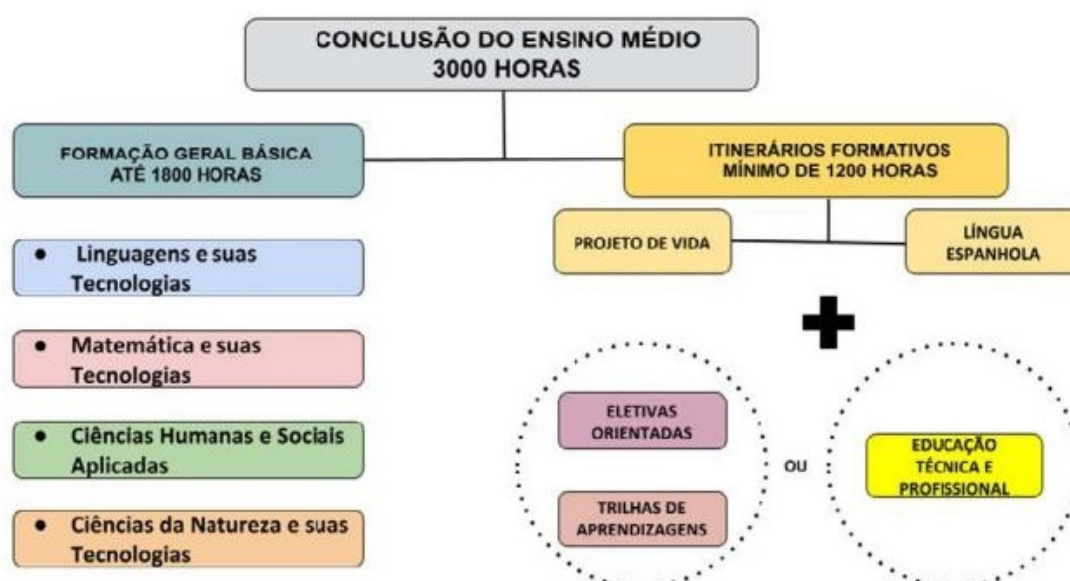 CONCLUSÃO DO ENSINO MÉDIO
3000 HORAS
FORMAÇÃO GERAL BÁSICA
ATÉ 1800 HORAS
• Linguagens e suas
Tecnologias
• Matemática e suas
Tecnologias
• Ciências Humanas e Sociais
Aplicadas
• Ciências da Natureza e suas
Tecnologias
ITINERÁRIOS FORMATIVOS
MÍNIMO DE 1200 HORAS
PROJETO DE VIDA
LÍNGUA
ESPANHOLA
ELETIVAS
ORIENTADAS
TRILHAS DE
APRENDIZAGENS
OU
EDUCAÇÃO
TÉCNICA E
PROFISSIONAL